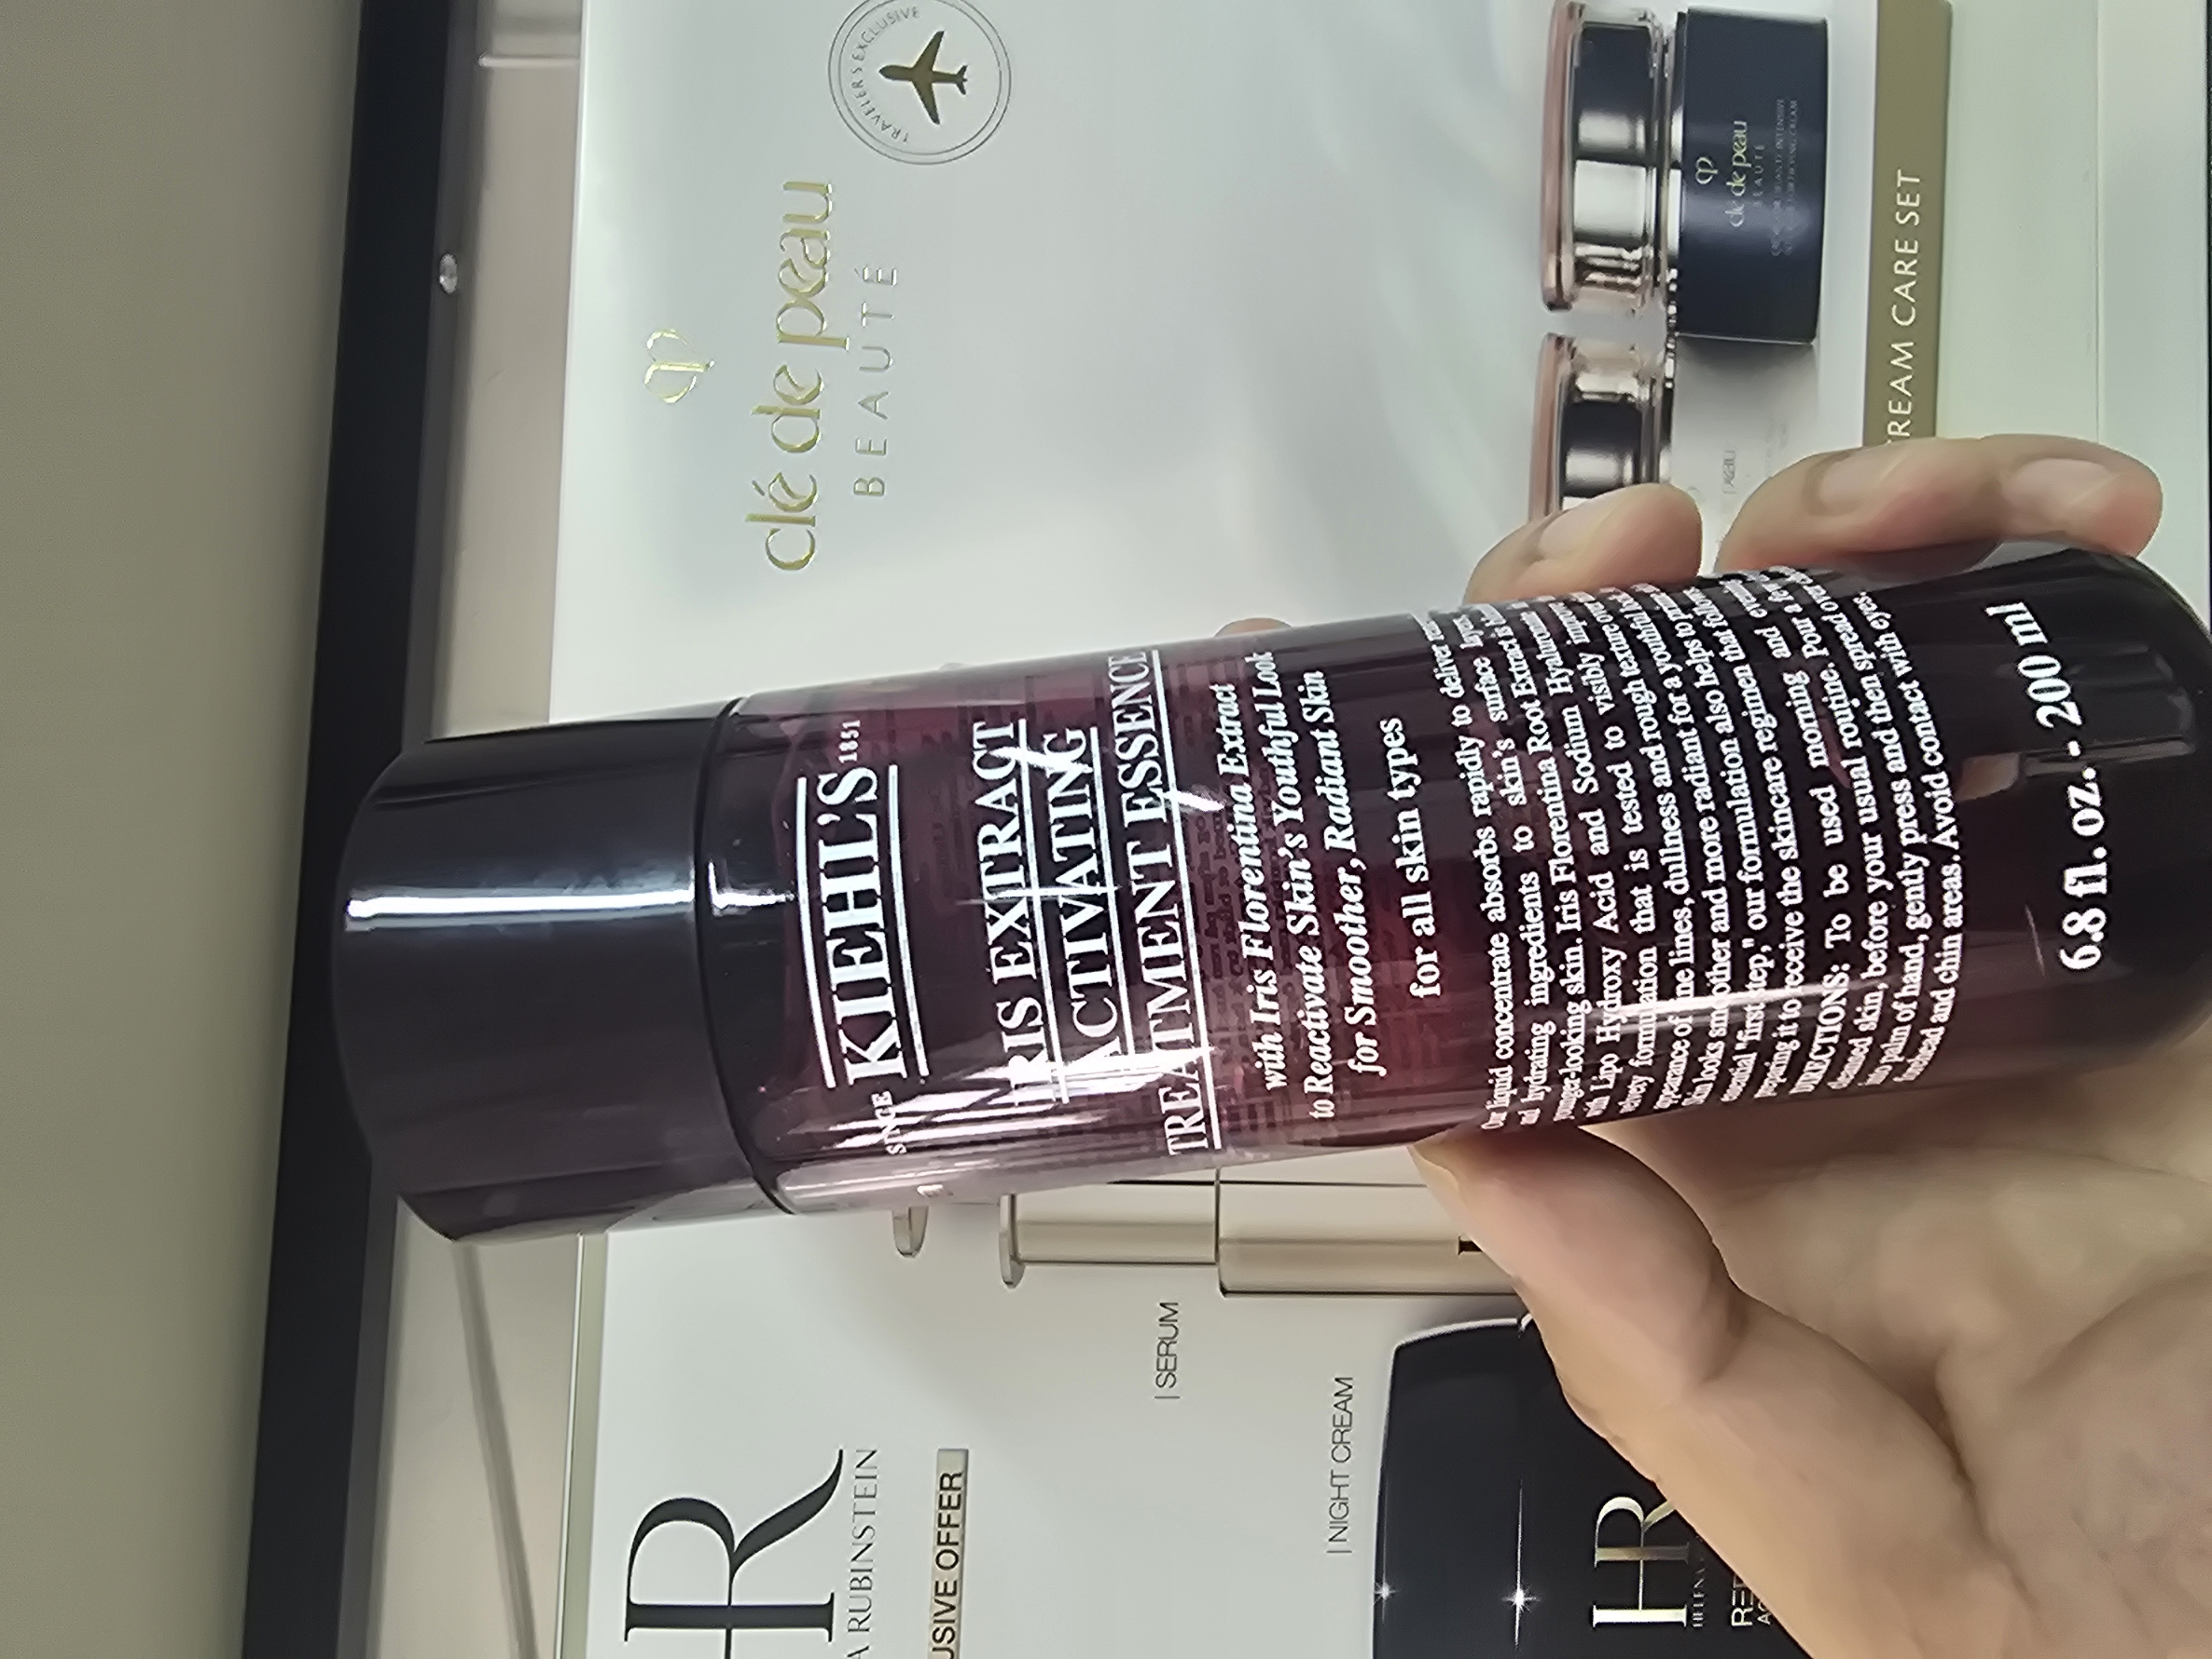 SINCE KIEHL'S 1851
IRIS EXTRACT
ACTIVATING
TREATMENT ESSENCE
with Iris Florentina Extract
to Reactivate Skin's Youthful Look
for Smoother, Radiant Skin
for all skin types
Our liquid concentrate absorbs rapidly to deliver
and hydrating ingredients to skin's surface
younger-looking skin. Iris Florentina Root Extract
with Lipo Hydroxy Acid and Sodium
velvety formulation that is tested to visibly
appearance of fine lines, dullness and rough texture
Skin looks smoother and more radiant for a youthful
essential "first step," our formulation also helps to
prepping it to receive the skincare regimen that
DIRECTIONS: To be used morning and
cleansed skin, before your usual routine. Pour a few
into palm of hand, gently press and then spread over
forehead and chin areas. Avoid contact with eyes.
6.8 fl. oz. - 200 ml
clé de peau
BEAUTÉ
TRAVELERS EXCLUSIVE
clé de peau
BEAUTÉ
CREAM CARE SET
HR
A RUBINSTEIN
USIVE OFFER
| SERUM
| NIGHT CREAM
HR
HELENA